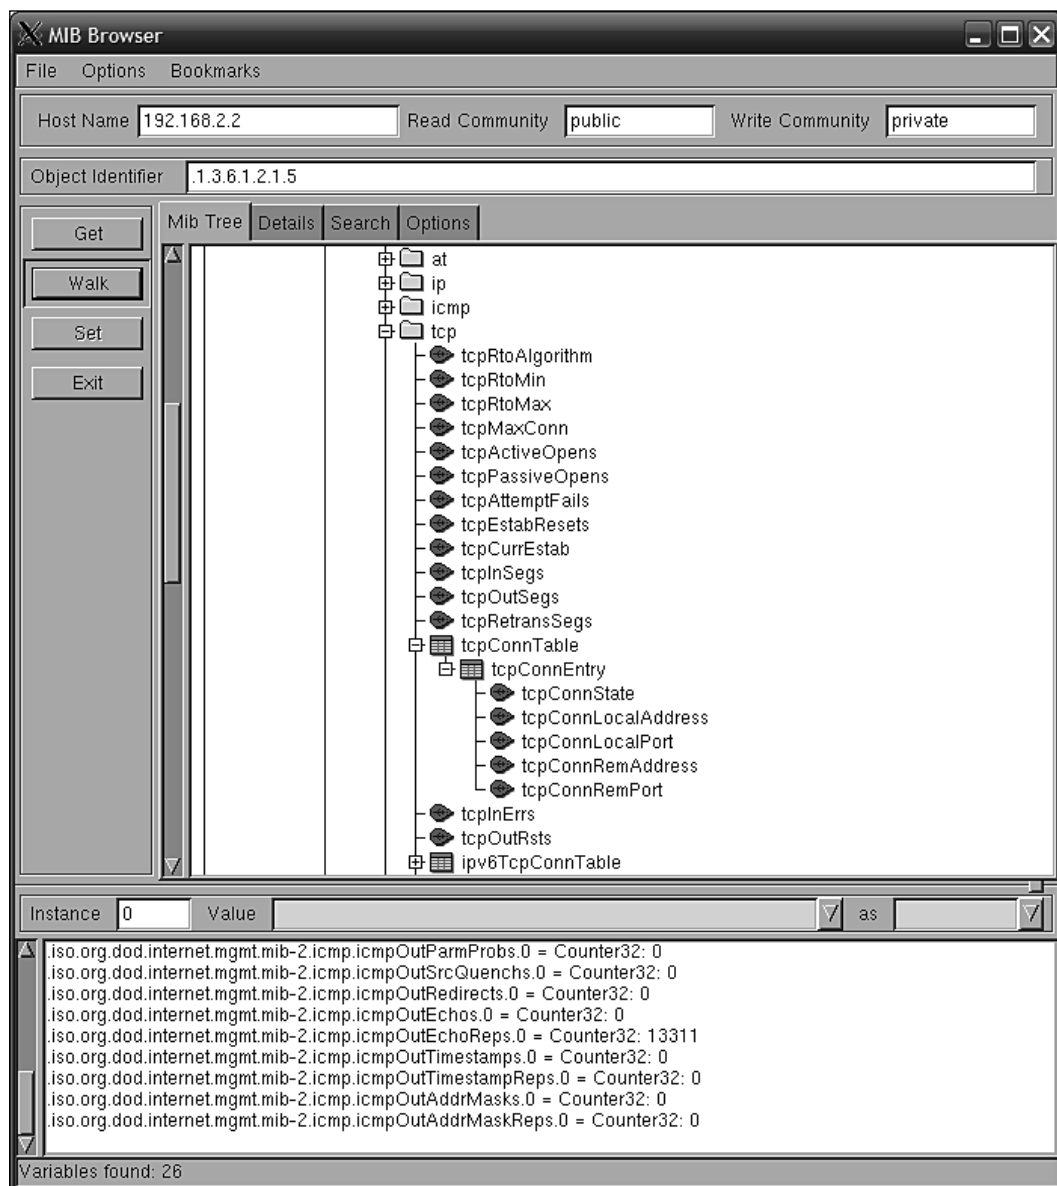 MIB Browser
File Options Bookmarks
Host Name 192.168.2.2 Read Community public Write Community private
Object Identifier .1.3.6.1.2.1.5
Get
Walk
Set
Exit
Mib Tree Details Search Options
at
ip
icmp
tcp
tcpRtoAlgorithm
tcpRtoMin
tcpRtoMax
tcpMaxConn
tcpActiveOpens
tcpPassiveOpens
tcpAttemptFails
tcpEstabResets
tcpCurrEstab
tcpInSegs
tcpOutSegs
tcpRetransSegs
tcpConnTable
tcpConnEntry
tcpConnState
tcpConnLocalAddress
tcpConnLocalPort
tcpConnRemAddress
tcpConnRemPort
tcpInErrs
tcpOutRsts
ipv6TcpConnTable
Instance 0 Value as
.iso.org.dod.internet.mgmt.mib-2.icmp.icmpOutParmProbs.0 = Counter32: 0
.iso.org.dod.internet.mgmt.mib-2.icmp.icmpOutSrcQuenchs.0 = Counter32: 0
.iso.org.dod.internet.mgmt.mib-2.icmp.icmpOutRedirects.0 = Counter32: 0
.iso.org.dod.internet.mgmt.mib-2.icmp.icmpOutEchos.0 = Counter32: 0
.iso.org.dod.internet.mgmt.mib-2.icmp.icmpOutEchoReps.0 = Counter32: 13311
.iso.org.dod.internet.mgmt.mib-2.icmp.icmpOutTimestamps.0 = Counter32: 0
.iso.org.dod.internet.mgmt.mib-2.icmp.icmpOutTimestampReps.0 = Counter32: 0
.iso.org.dod.internet.mgmt.mib-2.icmp.icmpOutAddrMasks.0 = Counter32: 0
.iso.org.dod.internet.mgmt.mib-2.icmp.icmpOutAddrMaskReps.0 = Counter32: 0
Variables found: 26